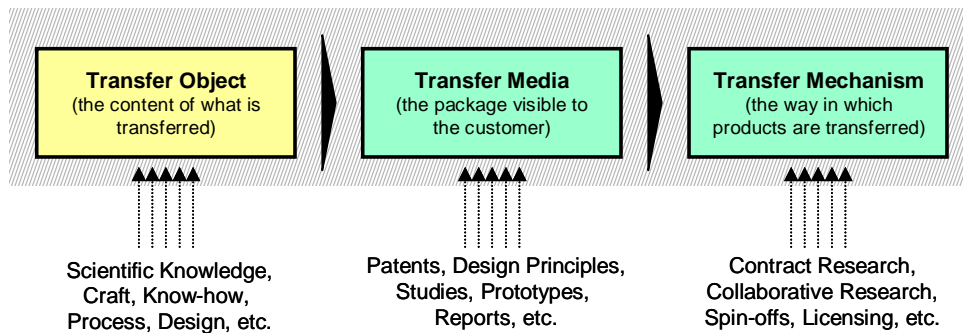 Transfer Object
(the content of what is
transferred)
Transfer Media
(the package visible to
the customer)
Transfer Mechanism
(the way in which
products are transferred)
Scientific Knowledge,
Craft, Know-how,
Process, Design, etc.
Patents, Design Principles,
Studies, Prototypes,
Reports, etc.
Contract Research,
Collaborative Research,
Spin-offs, Licensing, etc.